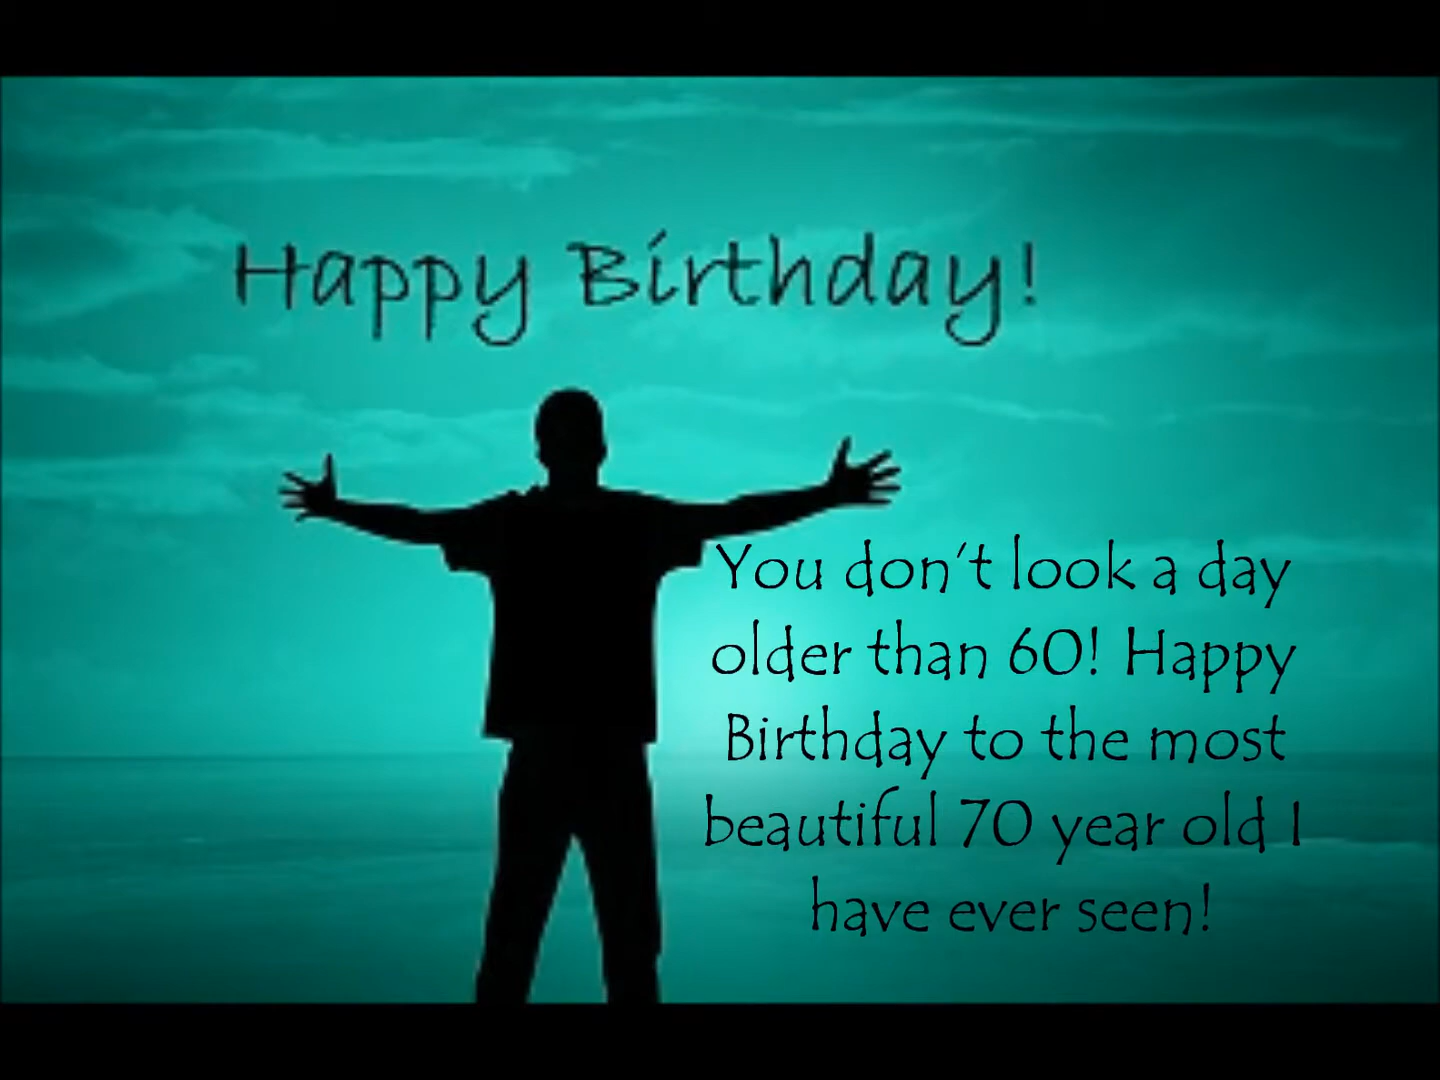 Happy Birthday!
You don't look a day
older than 60! Happy
Birthday to the most
beautiful 70 year old I
have ever seen!